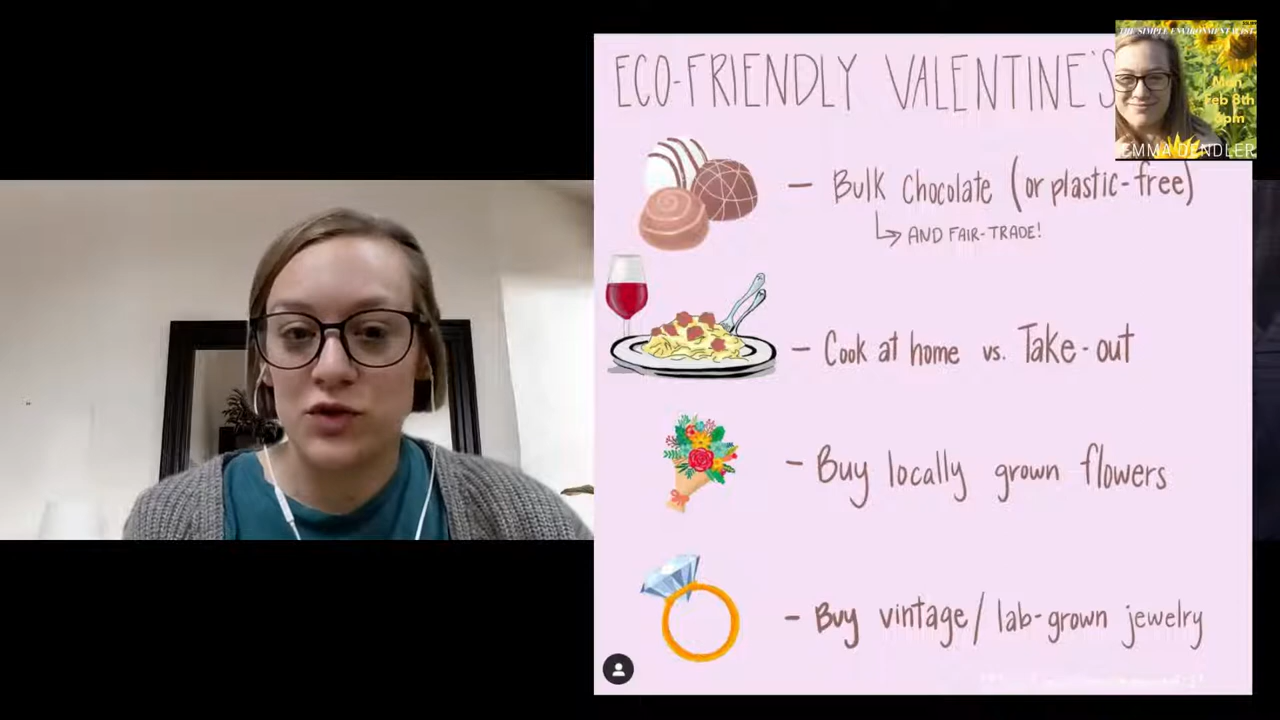 ECO-FRIENDLY VALENTINE'S
THE SIMPLE ENVIRONMENTALIST
Mon
Feb 8th
6pm
EMMA DENDLER
- Bulk Chocolate (or plastic-free)
AND FAIR-TRADE!
- Cook at home vs. Take-out
- Buy locally grown flowers
- Buy vintage/lab-grown jewelry